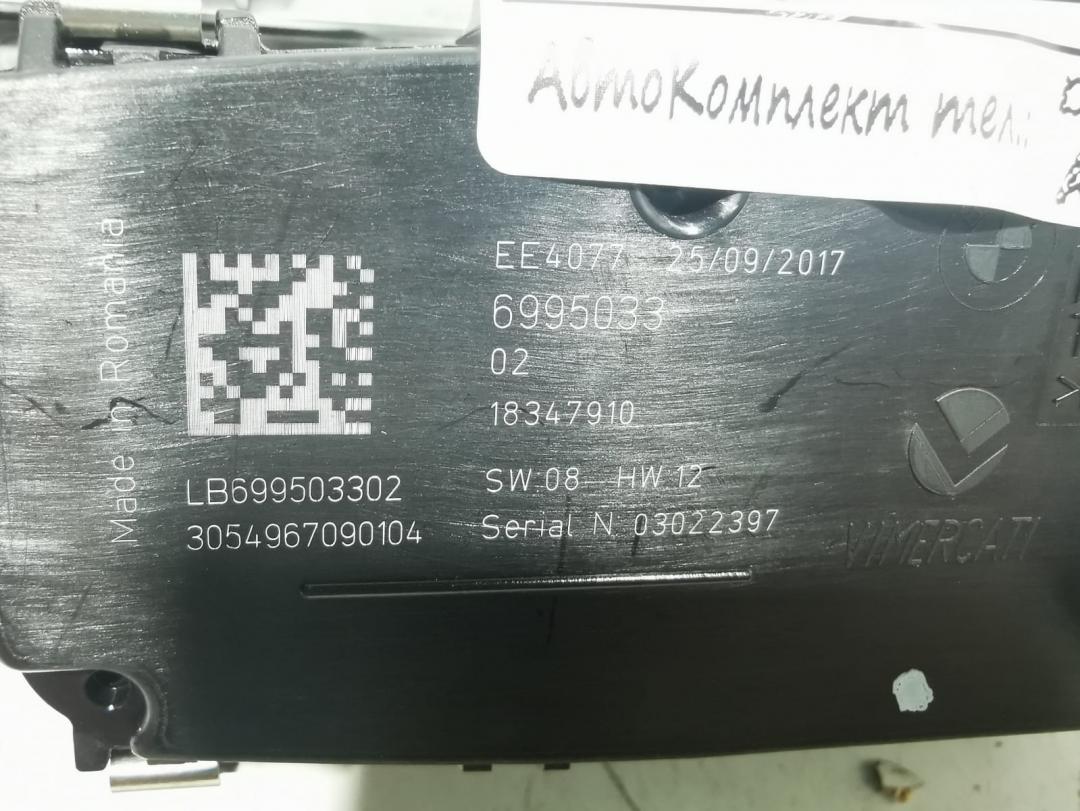 АвтоКомплект тел.:
EE4077 25/09/2017
6995033
02
18347910
SW:08 HW 12
Serial N. 03022397
LB699503302
3054967090104
Made in Romania
VIMERCATI